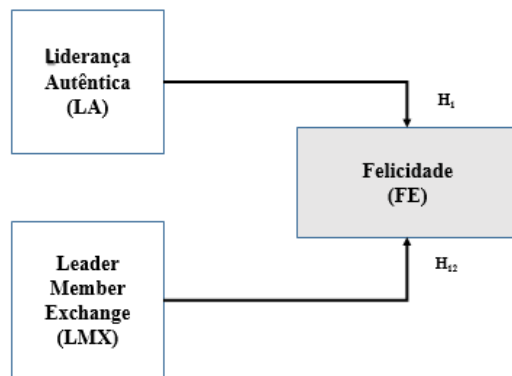 Liderança
Autêntica
(LA)
H₁
Felicidade
(FE)
Leader
Member
Exchange
(LMX)
H₁₂